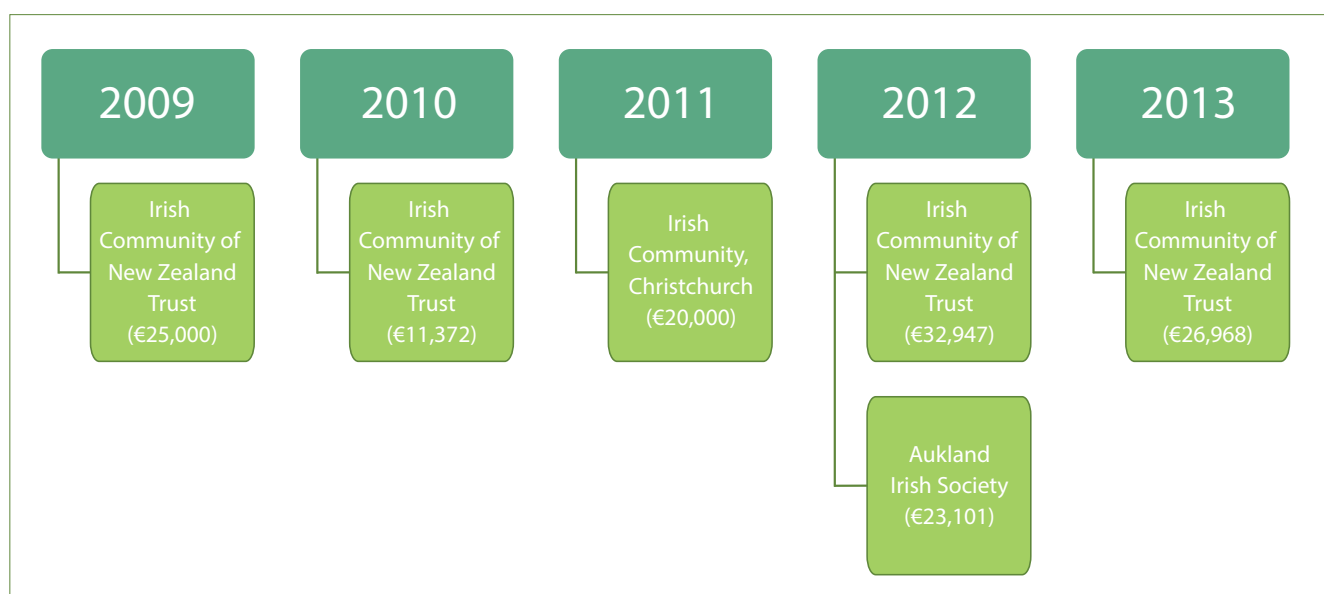 2009
Irish
Community of
New Zealand
Trust
(€25,000)
2010
Irish
Community of
New Zealand
Trust
(€11,372)
2011
Irish
Community,
Christchurch
(€20,000)
2012
Irish
Community of
New Zealand
Trust
(€32,947)
Aukland
Irish Society
(€23,101)
2013
Irish
Community of
New Zealand
Trust
(€26,968)